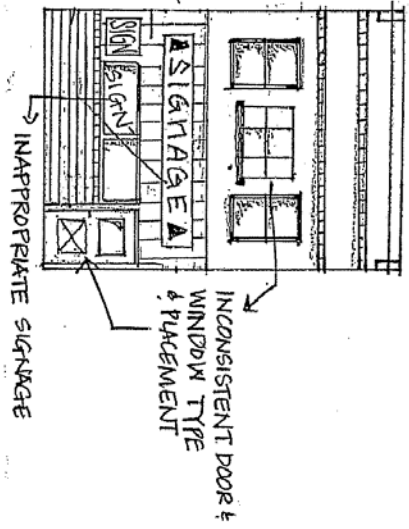 SIGNAGE
SIGN
SIGN
INCONSISTENT DOOR &
WINDOW TYPE
& PLACEMENT
INAPPROPRIATE SIGNAGE